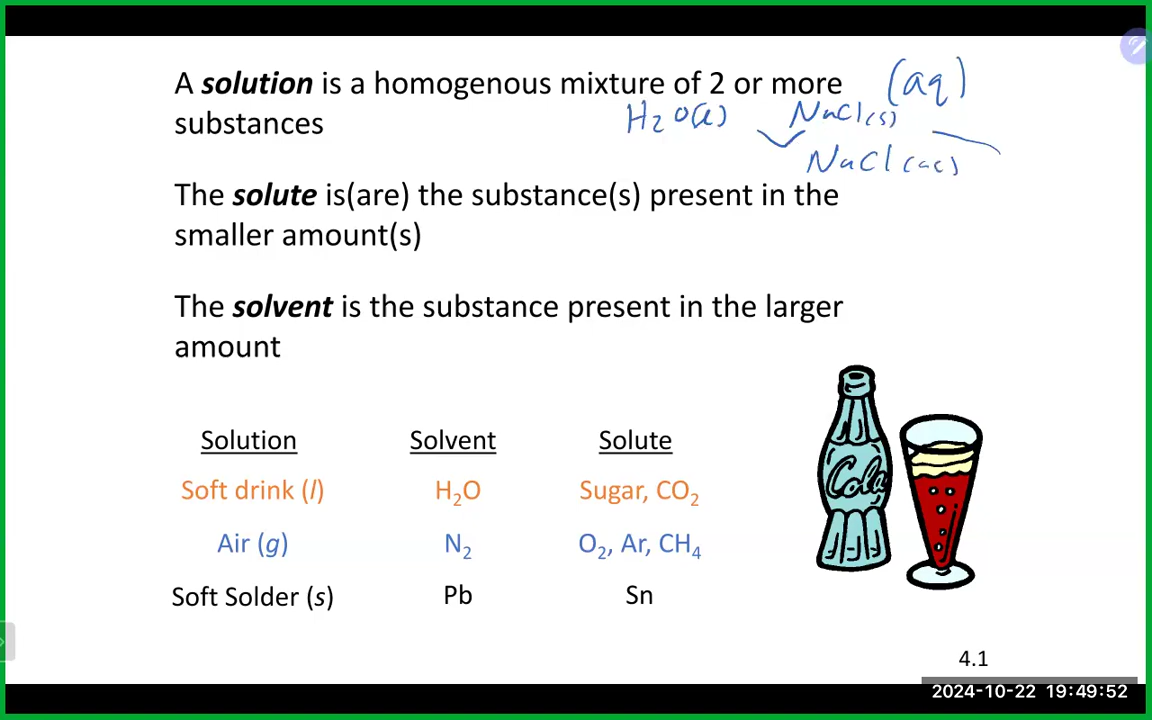 A solution is a homogenous mixture of 2 or more (aq)
substances H₂O(l) NaCl(s)
NaCl(aq)
The solute is(are) the substance(s) present in the
smaller amount(s)
The solvent is the substance present in the larger
amount
Solution Solvent Solute
Soft drink (l) H₂O Sugar, CO₂
Air (g) N₂ O₂, Ar, CH₄
Soft Solder (s) Pb Sn
Cola
4.1
2024-10-22 19:49:52